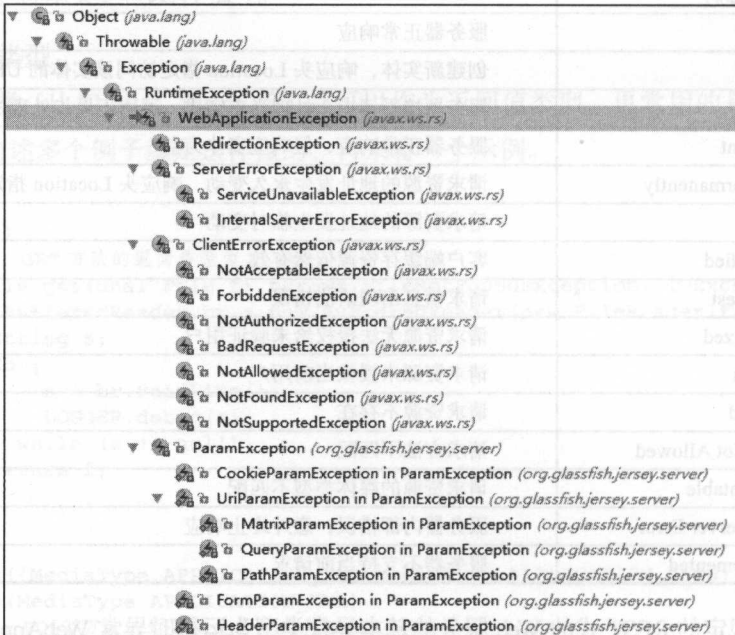 Object (java.lang)
Throwable (java.lang)
Exception (java.lang)
RuntimeException (java.lang)
WebApplicationException (javax.ws.rs)
RedirectionException (javax.ws.rs)
ServerErrorException (javax.ws.rs)
ServiceUnavailableException (javax.ws.rs)
InternalServerErrorException (javax.ws.rs)
ClientErrorException (javax.ws.rs)
NotAcceptableException (javax.ws.rs)
ForbiddenException (javax.ws.rs)
NotAuthorizedException (javax.ws.rs)
BadRequestException (javax.ws.rs)
NotAllowedException (javax.ws.rs)
NotFoundException (javax.ws.rs)
NotSupportedException (javax.ws.rs)
ParamException (org.glassfish.jersey.server)
CookieParamException in ParamException (org.glassfish.jersey.server)
UriParamException in ParamException (org.glassfish.jersey.server)
MatrixParamException in ParamException (org.glassfish.jersey.server)
QueryParamException in ParamException (org.glassfish.jersey.server)
PathParamException in ParamException (org.glassfish.jersey.server)
FormParamException in ParamException (org.glassfish.jersey.server)
HeaderParamException in ParamException (org.glassfish.jersey.server)